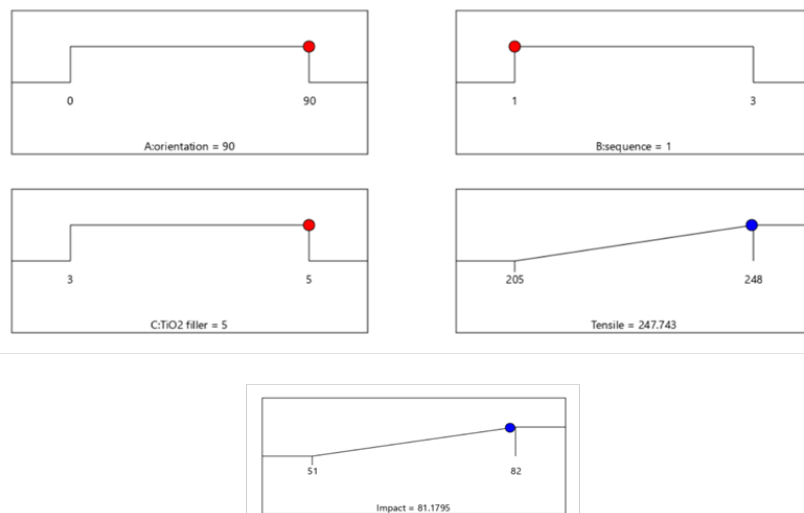 0
90
A:orientation = 90
1
3
B:sequence = 1
3
5
C:TiO2 filler = 5
205
248
Tensile = 247.743
51
82
Impact = 81.1795